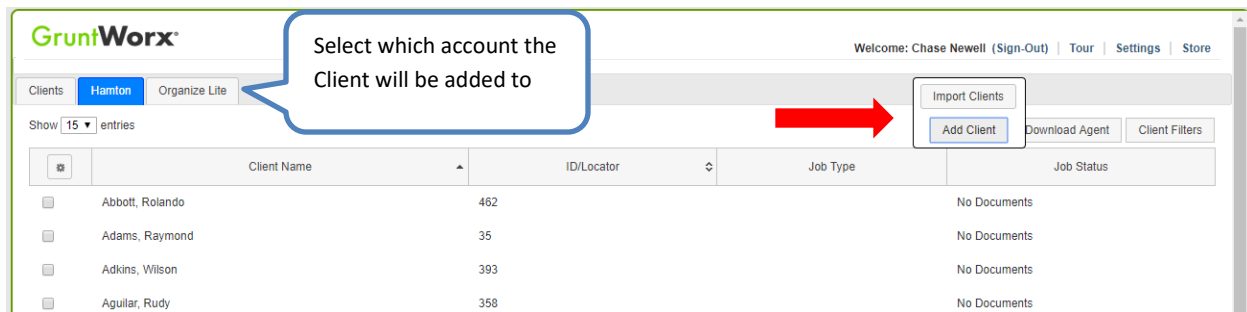 GruntWorx
Select which account the
Client will be added to
Welcome: Chase Newell (Sign-Out) | Tour | Settings | Store
Clients Hamton Organize Lite
Import Clients
Show 15 entries
Add Client Download Agent Client Filters
Client Name ID/Locator Job Type Job Status
Abbott, Rolando 462 No Documents
Adams, Raymond 35 No Documents
Adkins, Wilson 393 No Documents
Aguilar, Rudy 358 No Documents